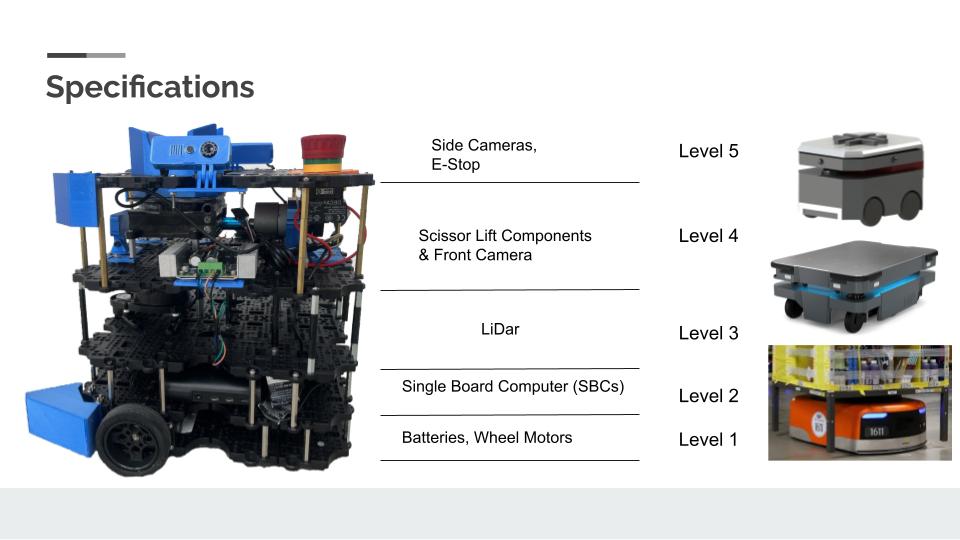 Specifications
Side Cameras,
E-Stop
Level 5
Scissor Lift Components
& Front Camera
Level 4
LiDar
Level 3
Single Board Computer (SBCs)
Level 2
Batteries, Wheel Motors
Level 1
1611